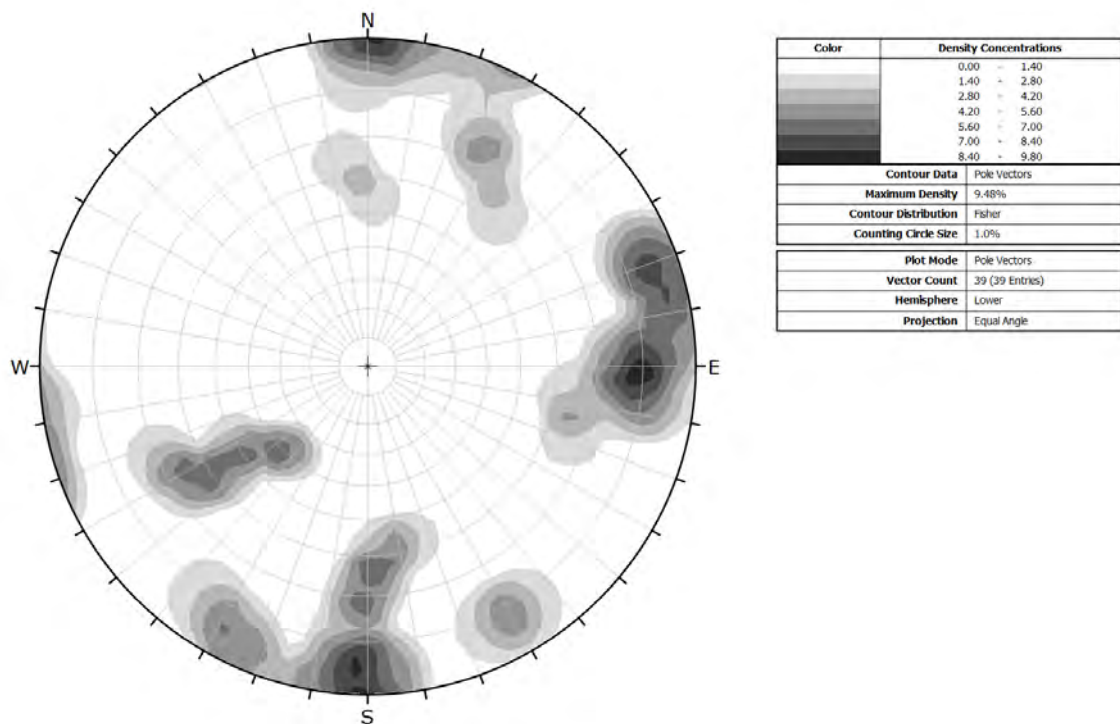 N
W
E
S
Color Density Concentrations
0.00 - 1.40
1.40 - 2.80
2.80 - 4.20
4.20 - 5.60
5.60 - 7.00
7.00 - 8.40
8.40 - 9.80
Contour Data Pole Vectors
Maximum Density 9.48%
Contour Distribution Fisher
Counting Circle Size 1.0%
Plot Mode Pole Vectors
Vector Count 39 (39 Entries)
Hemisphere Lower
Projection Equal Angle